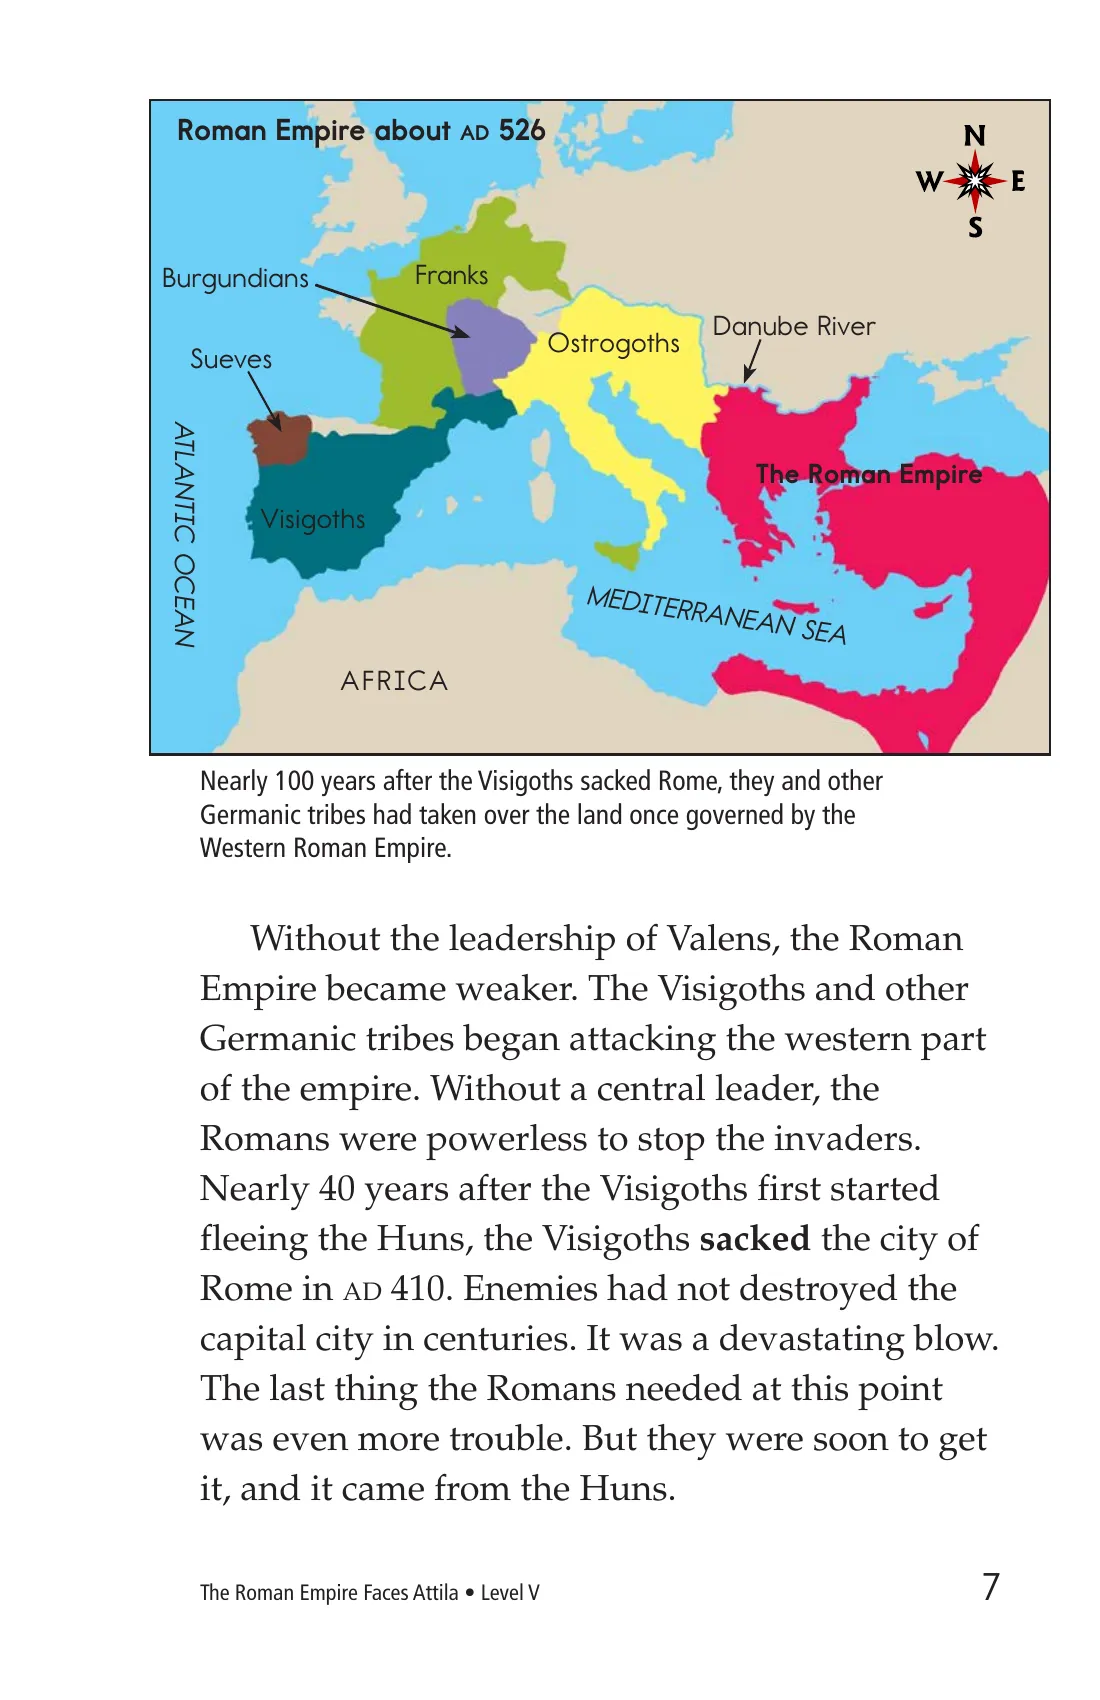 Roman Empire about AD 526
N
W E
S
Burgundians
Franks
Sueves
Ostrogoths
Danube River
ATLANTIC OCEAN
The Roman Empire
Visigoths
MEDITERRANEAN SEA
AFRICA
Nearly 100 years after the Visigoths sacked Rome, they and other
Germanic tribes had taken over the land once governed by the
Western Roman Empire.
Without the leadership of Valens, the Roman
Empire became weaker. The Visigoths and other
Germanic tribes began attacking the western part
of the empire. Without a central leader, the
Romans were powerless to stop the invaders.
Nearly 40 years after the Visigoths first started
fleeing the Huns, the Visigoths sacked the city of
Rome in AD 410. Enemies had not destroyed the
capital city in centuries. It was a devastating blow.
The last thing the Romans needed at this point
was even more trouble. But they were soon to get
it, and it came from the Huns.
The Roman Empire Faces Attila • Level V
7